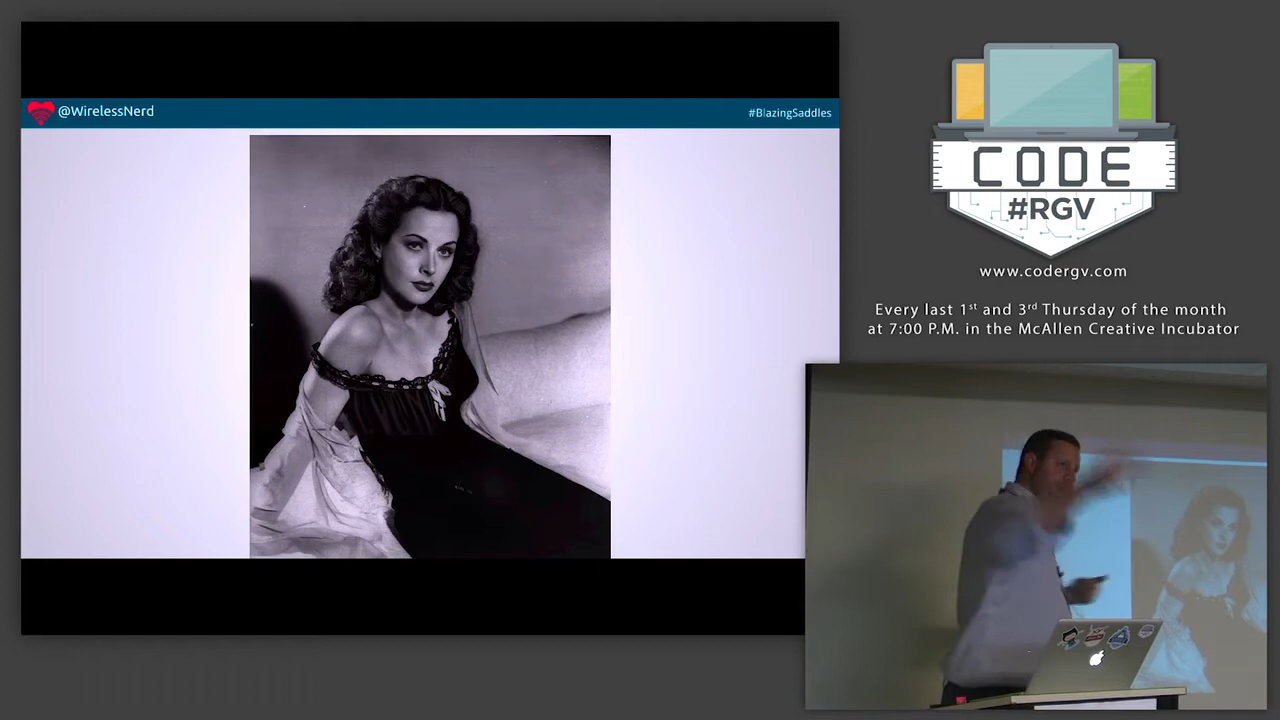 @WirelessNerd
#BlazingSaddles
CODE
#RGV
www.codergv.com
Every last 1st and 3rd Thursday of the month
at 7:00 P.M. in the McAllen Creative Incubator